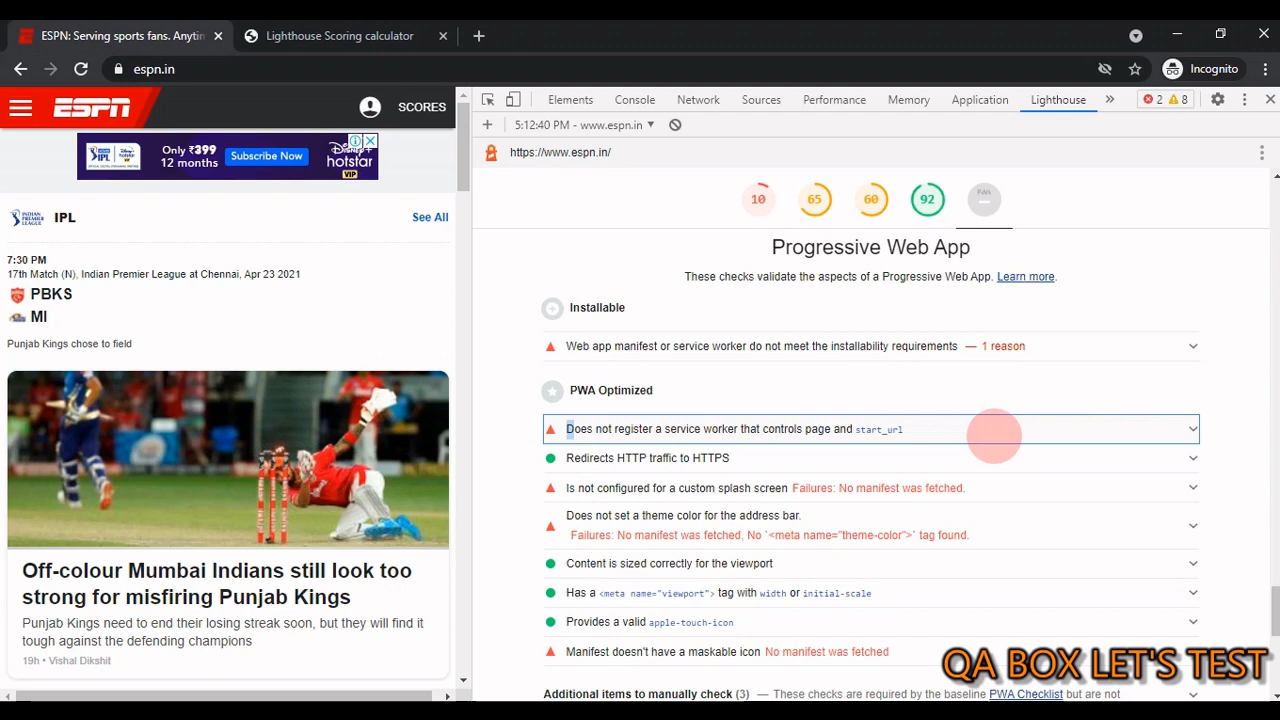 ESPN: Serving sports fans. Anytin
Lighthouse Scoring calculator
espn.in
Incognito
ESPN
SCORES
IPL
Only ₹399
12 months
Subscribe Now
Disney+
hotstar
VIP
IPL
See All
7:30 PM
17th Match (N), Indian Premier League at Chennai, Apr 23 2021
PBKS
MI
Punjab Kings chose to field
Off-colour Mumbai Indians still look too
strong for misfiring Punjab Kings
Punjab Kings need to end their losing streak soon, but they will find it
tough against the defending champions
19h • Vishal Dikshit
Elements Console Network Sources Performance Memory Application Lighthouse » 2 8
5:12:40 PM - www.espn.in
https://www.espn.in/
10 65 60 92 PWA
Progressive Web App
These checks validate the aspects of a Progressive Web App. Learn more.
Installable
Web app manifest or service worker do not meet the installability requirements — 1 reason
PWA Optimized
Does not register a service worker that controls page and start_url
Redirects HTTP traffic to HTTPS
Is not configured for a custom splash screen Failures: No manifest was fetched.
Does not set a theme color for the address bar.
Failures: No manifest was fetched, No `<meta name="theme-color">` tag found.
Content is sized correctly for the viewport
Has a <meta name="viewport"> tag with width or initial-scale
Provides a valid apple-touch-icon
Manifest doesn't have a maskable icon No manifest was fetched
QA BOX LET'S TEST
Additional items to manually check (3) — These checks are required by the baseline PWA Checklist but are not